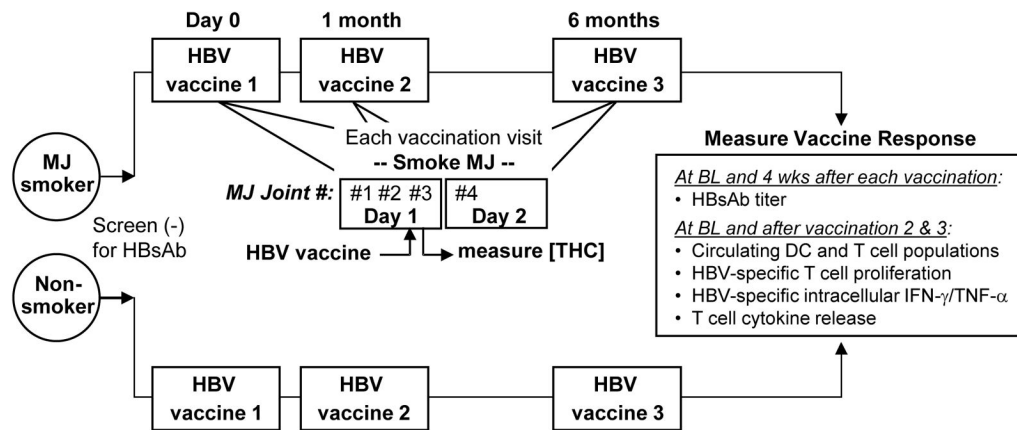 Day 0
1 month
6 months
HBV
vaccine 1
HBV
vaccine 2
HBV
vaccine 3
MJ
smoker
Screen (-)
for HBsAb
Non-
smoker
Each vaccination visit
-- Smoke MJ --
MJ Joint #:
#1 #2 #3
Day 1
#4
Day 2
HBV vaccine
measure [THC]
Measure Vaccine Response
At BL and 4 wks after each vaccination:
• HBsAb titer
At BL and after vaccination 2 & 3:
• Circulating DC and T cell populations
• HBV-specific T cell proliferation
• HBV-specific intracellular IFN-γ/TNF-α
• T cell cytokine release
HBV
vaccine 1
HBV
vaccine 2
HBV
vaccine 3